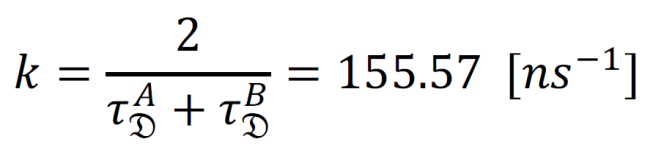 k = 2 / (τ_𝔇^A + τ_𝔇^B) = 155.57 [ns⁻¹]